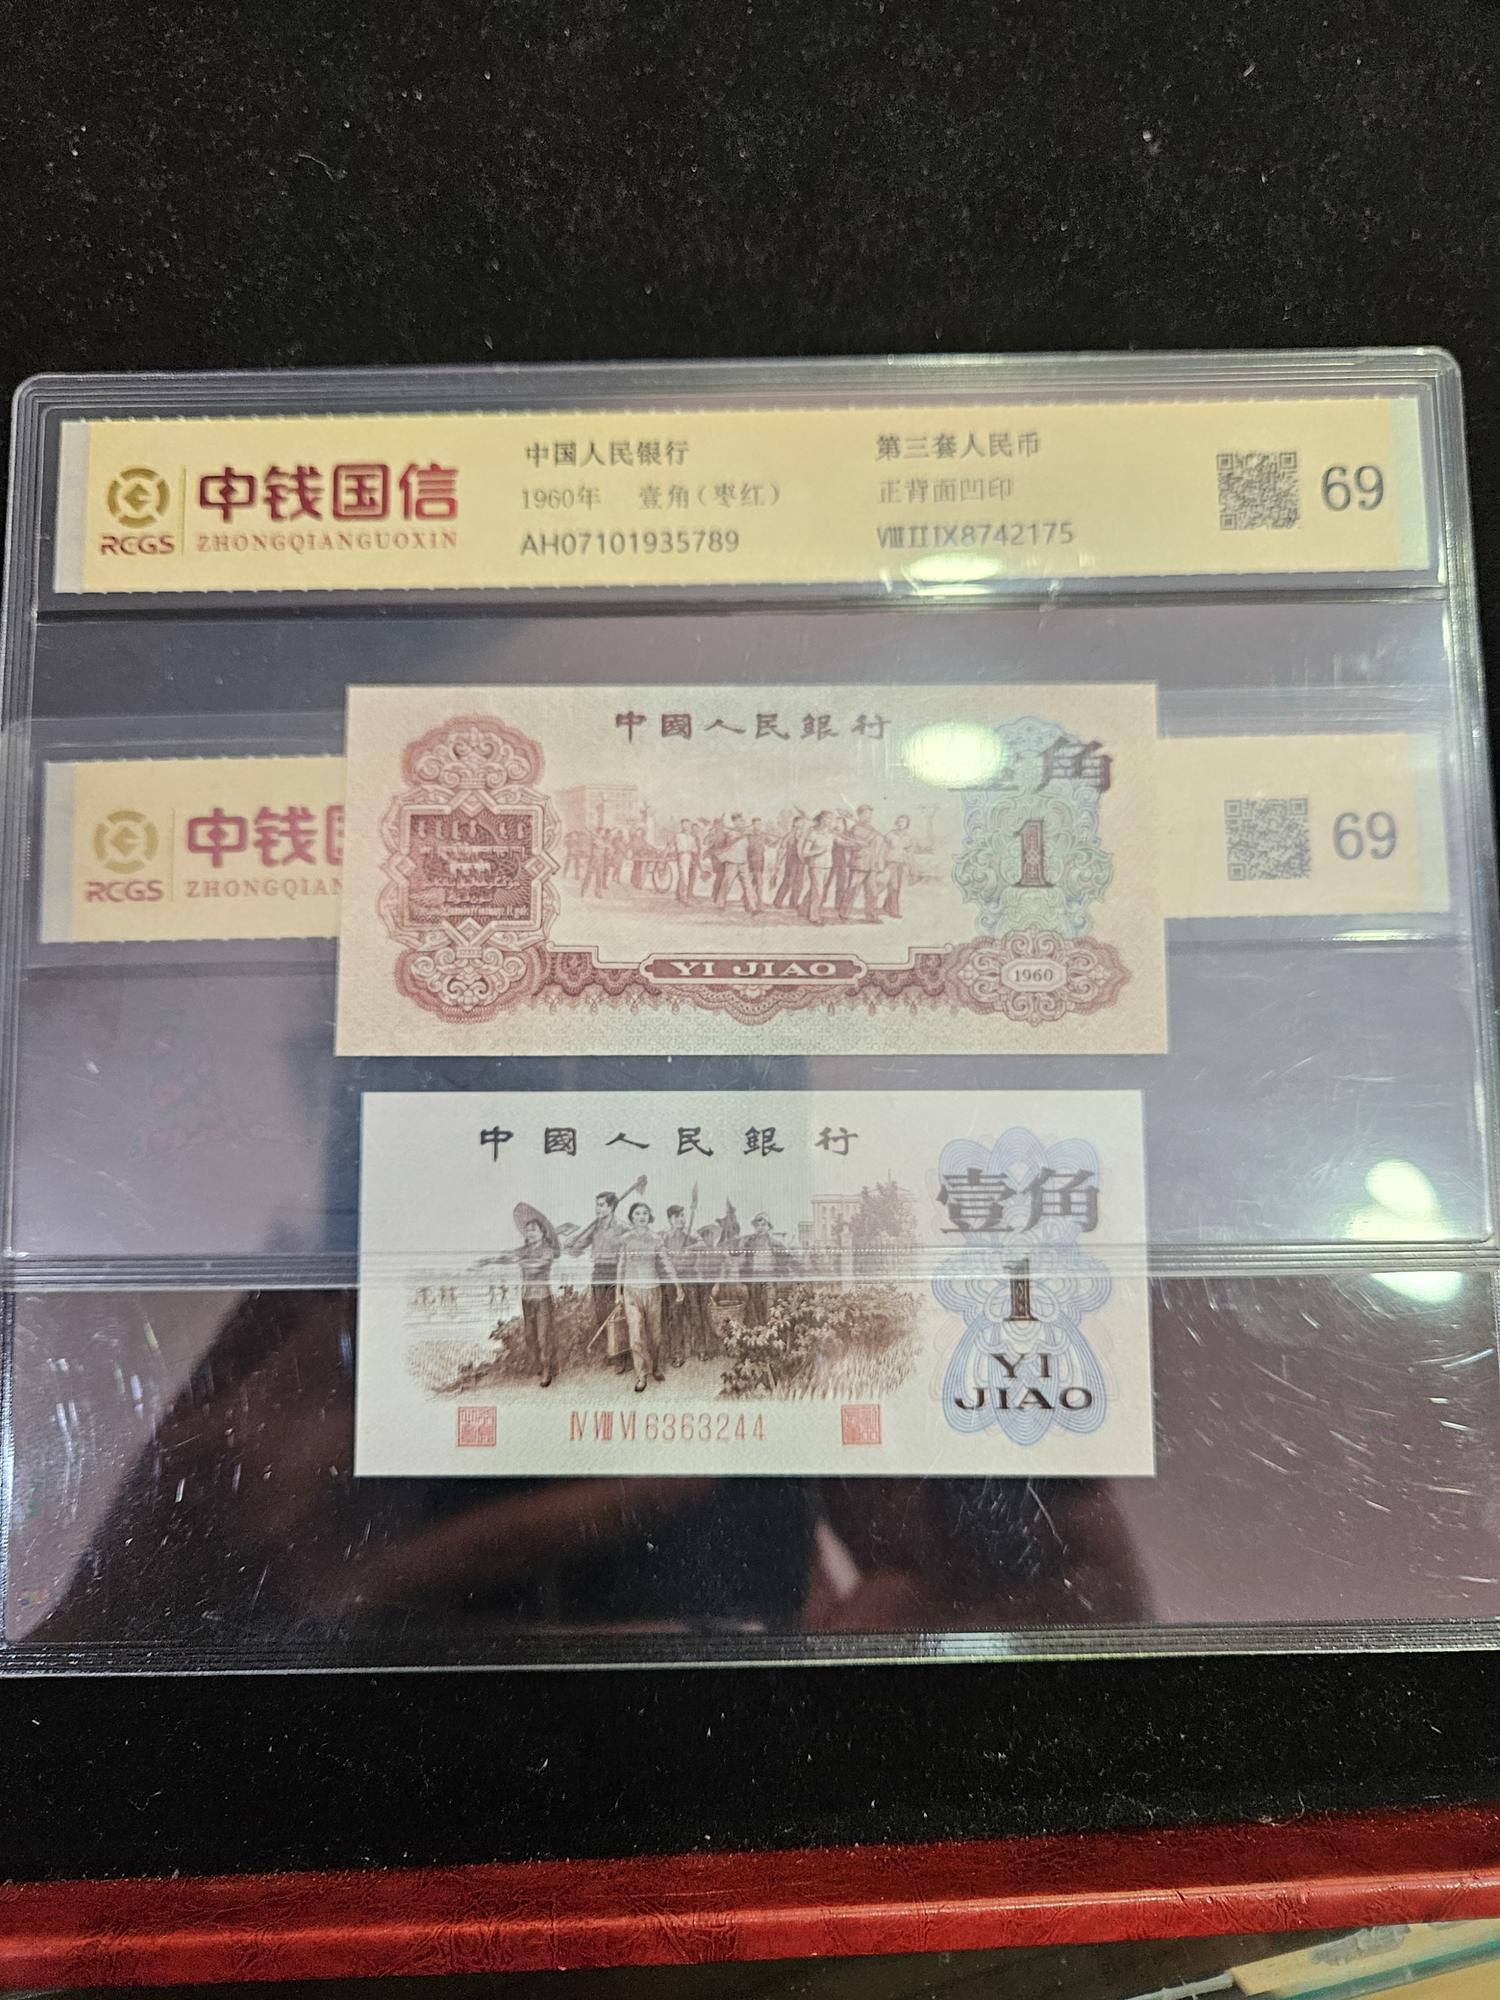 中钱国信
RCGS
ZHONGQIANGUOXIN
中国人民银行
1960年 壹角(枣红)
AH07101935789
第三套人民币
正背面凹印
ⅧⅡⅨ8742175
69
中國人民銀行
角
1
YI JIAO
1960
中钱
RCGS
ZHONGQIAN
69
中國人民銀行
壹角
1
YI
JIAO
ⅣⅧⅥ6363244